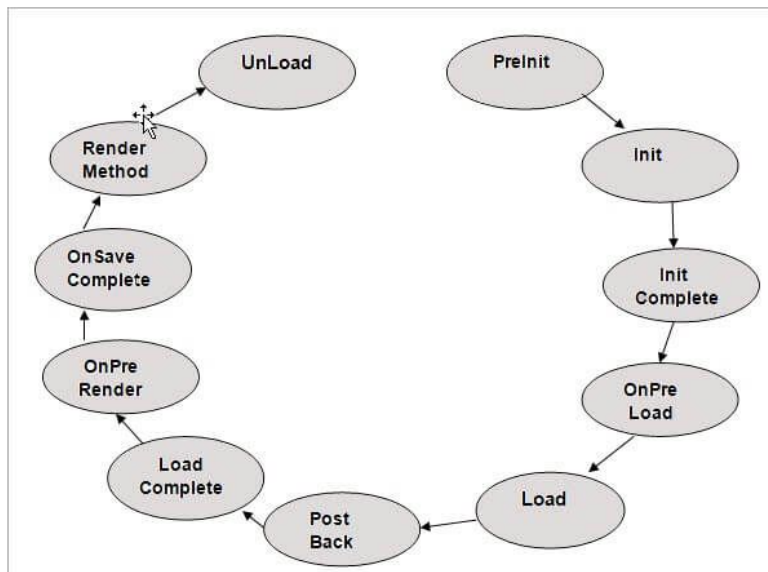 PreInit
Init
Init
Complete
OnPre
Load
Load
Post
Back
Load
Complete
OnPre
Render
OnSave
Complete
Render
Method
UnLoad